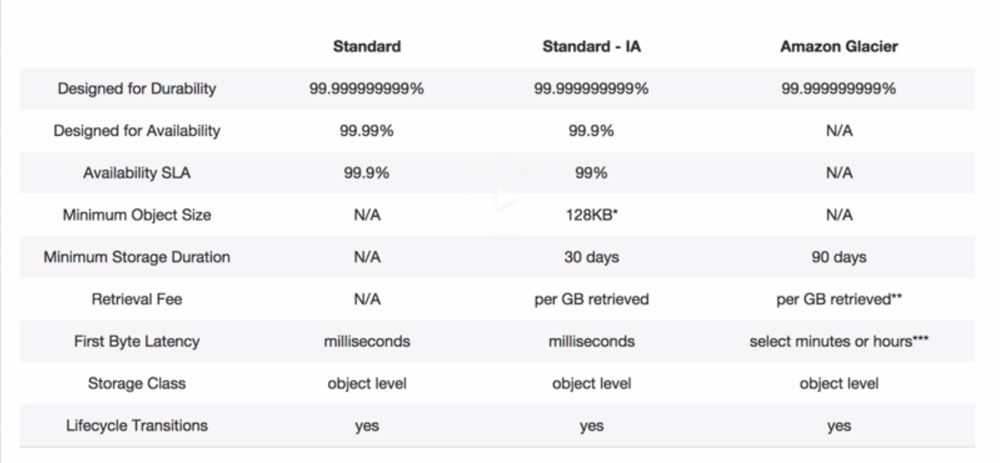 Standard Standard - IA Amazon Glacier
Designed for Durability 99.999999999% 99.999999999% 99.999999999%
Designed for Availability 99.99% 99.9% N/A
Availability SLA 99.9% 99% N/A
Minimum Object Size N/A 128KB* N/A
Minimum Storage Duration N/A 30 days 90 days
Retrieval Fee N/A per GB retrieved per GB retrieved**
First Byte Latency milliseconds milliseconds select minutes or hours***
Storage Class object level object level object level
Lifecycle Transitions yes yes yes